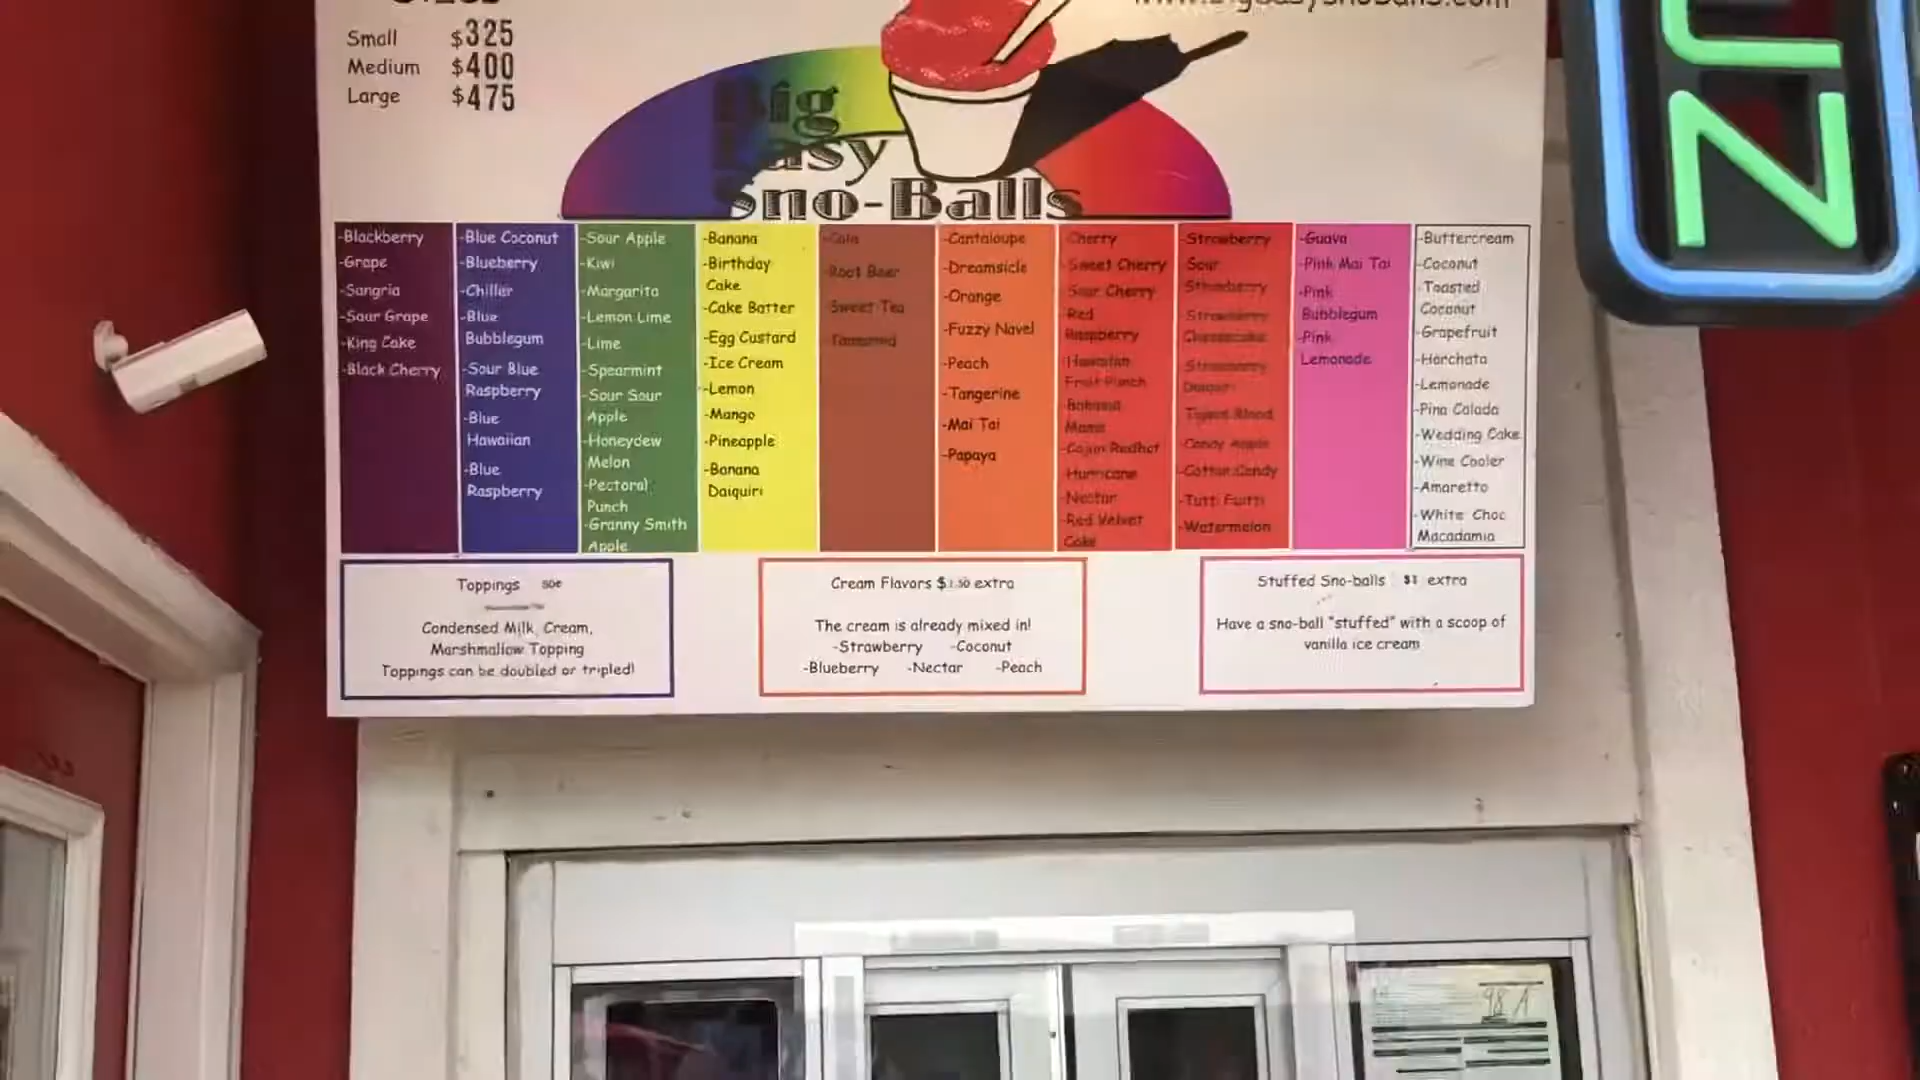 Small $325
Medium $400
Large $475
Big
Easy
Sno-Balls
-Blackberry
-Grape
-Sangria
-Sour Grape
-King Cake
-Black Cherry
-Blue Coconut
-Blueberry
-Chiller
-Blue
Bubblegum
-Sour Blue
Raspberry
-Blue
Hawaiian
-Blue
Raspberry
-Sour Apple
-Kiwi
-Margarita
-Lemon Lime
-Lime
-Spearmint
-Sour Sour
Apple
-Honeydew
Melon
-Pectoral
Punch
-Granny Smith
Apple
-Banana
-Birthday
Cake
-Cake Batter
-Egg Custard
-Ice Cream
-Lemon
-Mango
-Pineapple
-Banana
Daiquiri
-Cola
-Root Beer
-Sweet Tea
-Tamarind
-Cantaloupe
-Dreamsicle
-Orange
-Fuzzy Navel
-Peach
-Tangerine
-Mai Tai
-Papaya
-Cherry
-Sweet Cherry
-Sour Cherry
-Red
Raspberry
-Hawaiian
Fruit Punch
-Bahama
Mama
-Cajun Redhot
-Hurricane
-Nectar
-Red Velvet
Cake
-Strawberry
-Sour
Strawberry
-Strawberry
Cheesecake
-Strawberry
Daiquiri
-Tigers Blood
-Candy Apple
-Cotton Candy
-Tutti Fuitti
-Watermelon
-Guava
-Pink Mai Tai
-Pink
Bubblegum
-Pink
Lemonade
-Buttercream
-Coconut
-Toasted
Coconut
-Grapefruit
-Horchata
-Lemonade
-Pina Colada
-Wedding Cake
-Wine Cooler
-Amaretto
-White Choc
Macadamia
Toppings 50¢
Condensed Milk, Cream,
Marshmallow Topping
Toppings can be doubled or tripled!
Cream Flavors $1.50 extra
The cream is already mixed in!
-Strawberry -Coconut
-Blueberry -Nectar -Peach
Stuffed Sno-balls $1 extra
Have a sno-ball "stuffed" with a scoop of
vanilla ice cream
N
98 A